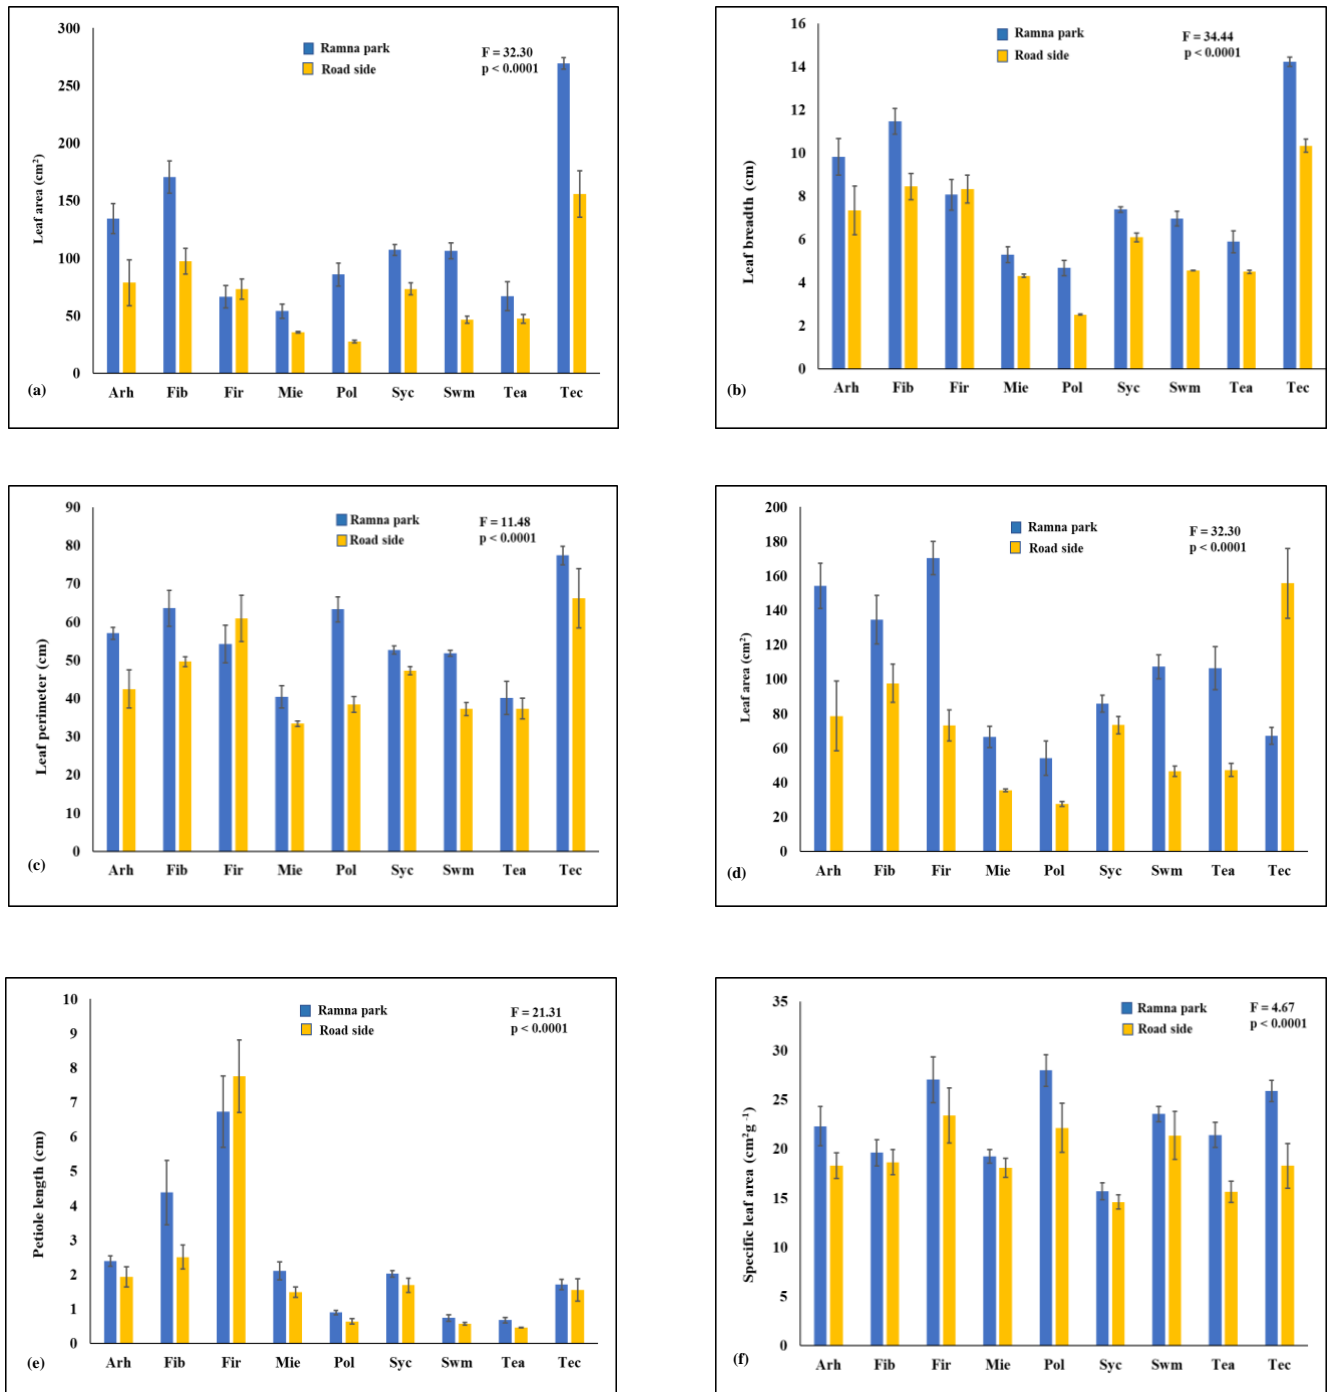 300
250
200
150
100
50
0
Leaf area (cm²)
Ramna park
Road side
F = 32.30
p < 0.0001
Arh Fib Fir Mie Pol Syc Swm Tea Tec
(a)
16
14
12
10
8
6
4
2
0
Leaf breadth (cm)
Ramna park
Road side
F = 34.44
p < 0.0001
Arh Fib Fir Mie Pol Syc Swm Tea Tec
(b)
90
80
70
60
50
40
30
20
10
0
Leaf perimeter (cm)
Ramna park
Road side
F = 11.48
p < 0.0001
Arh Fib Fir Mie Pol Syc Swm Tea Tec
(c)
200
180
160
140
120
100
80
60
40
20
0
Leaf area (cm²)
Ramna park
Road side
F = 32.30
p < 0.0001
Arh Fib Fir Mie Pol Syc Swm Tea Tec
(d)
10
9
8
7
6
5
4
3
2
1
0
Petiole length (cm)
Ramna park
Road side
F = 21.31
p < 0.0001
Arh Fib Fir Mie Pol Syc Swm Tea Tec
(e)
35
30
25
20
15
10
5
0
Specific leaf area (cm²g⁻¹)
Ramna park
Road side
F = 4.67
p < 0.0001
Arh Fib Fir Mie Pol Syc Swm Tea Tec
(f)